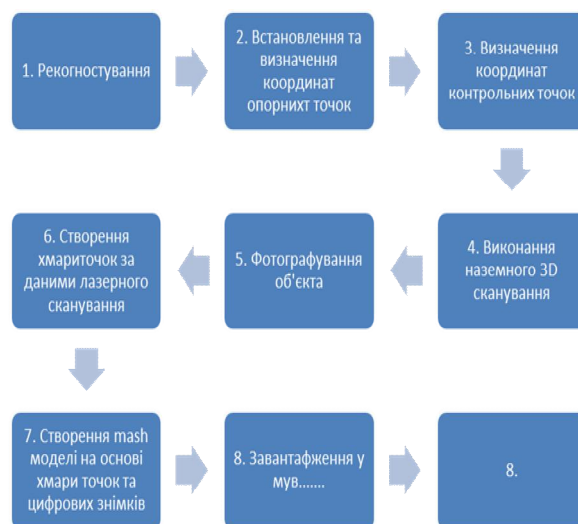 1. Рекогностування
2. Встановлення та
визначення
координат
опорнихт точок
3. Визначення
координат
контрольних точок
4. Виконання
наземного 3D
сканування
5. Фотографування
об'єкта
6. Створення
хмариточок за
даними лазерного
сканування
7. Створення mash
моделі на основі
хмари точок та
цифрових знімків
8. Завантафження у
мув.......
8.